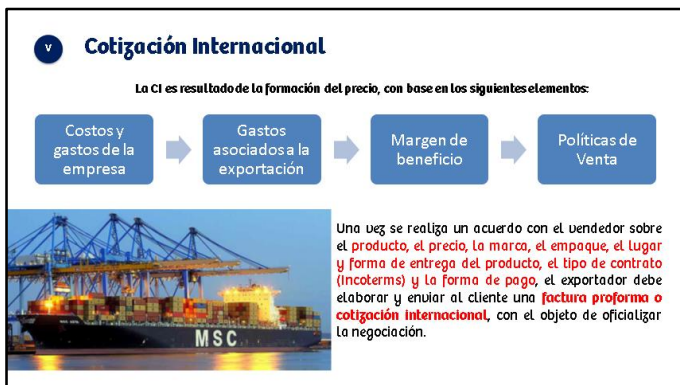 v
Cotización Internacional
La CI es resultado de la formación del precio, con base en los siguientes elementos:
Costos y
gastos de la
empresa
Gastos
asociados a la
exportación
Margen de
beneficio
Políticas de
Venta
Una vez se realiza un acuerdo con el vendedor sobre
el producto, el precio, la marca, el empaque, el lugar
y forma de entrega del producto, el tipo de contrato
(Incoterms) y la forma de pago, el exportador debe
elaborar y enviar al cliente una factura proforma o
cotización internacional, con el objeto de oficializar
la negociación.
MSC